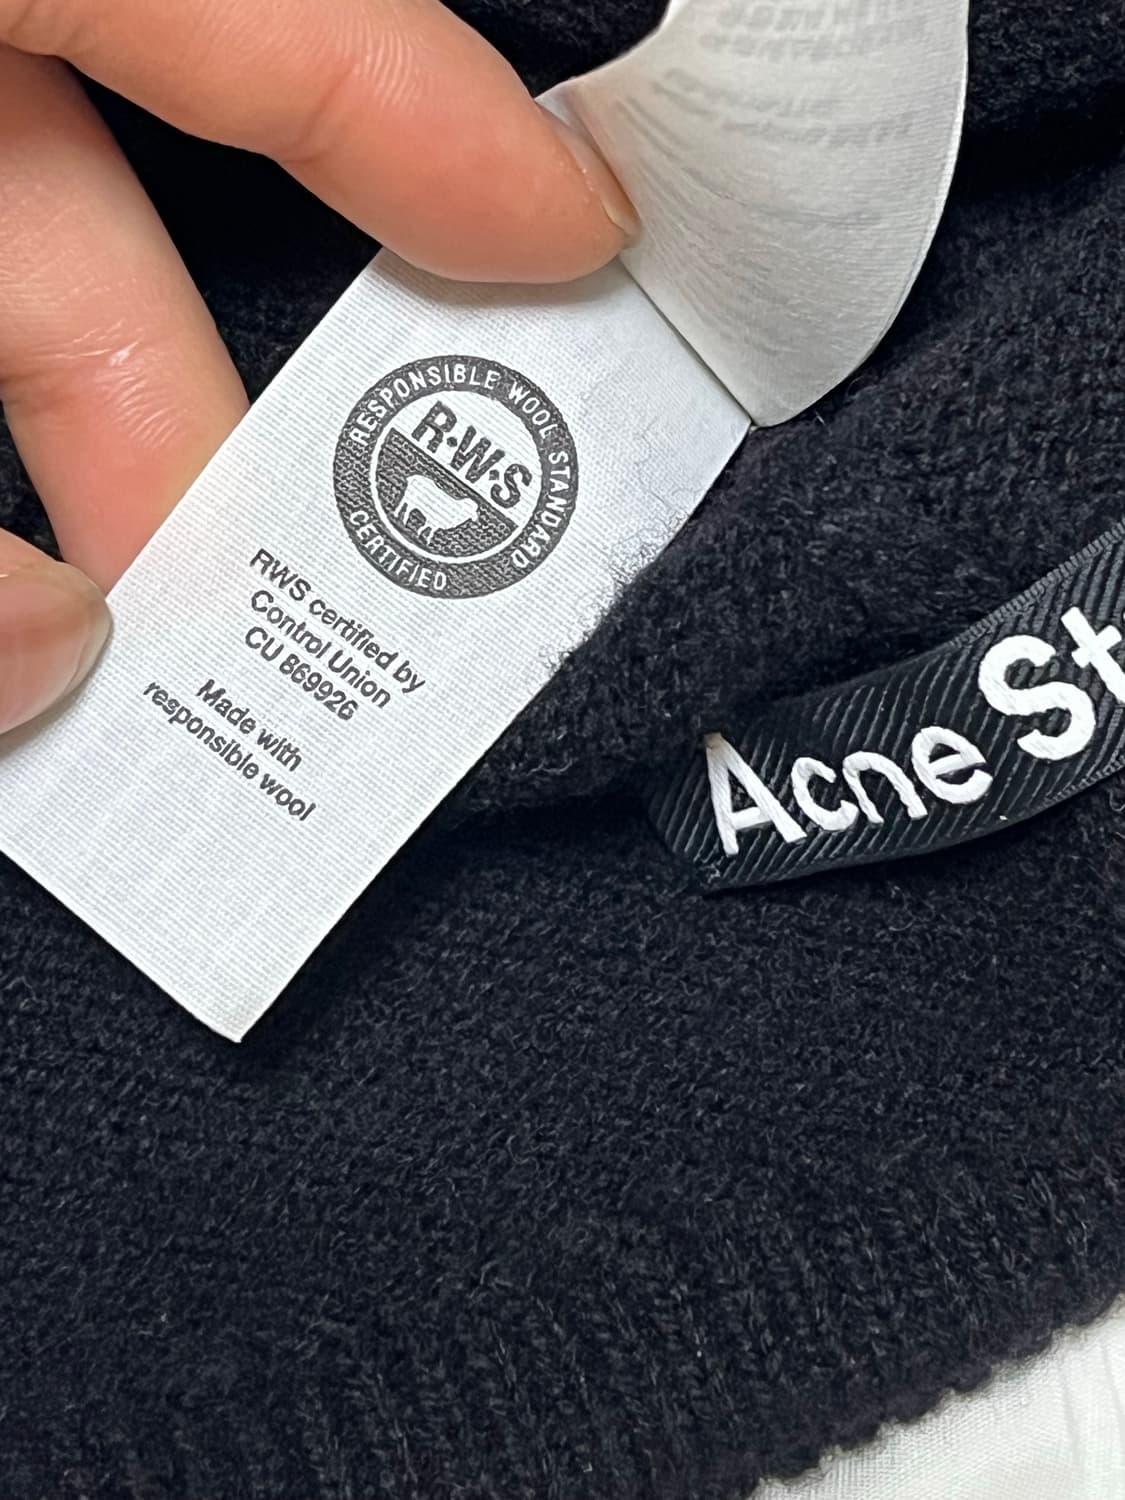 RESPONSIBLE WOOL STANDARD
R·W·S
CERTIFIED
RWS certified by
Control Union
CU 869926
Made with
responsible wool
Acne St